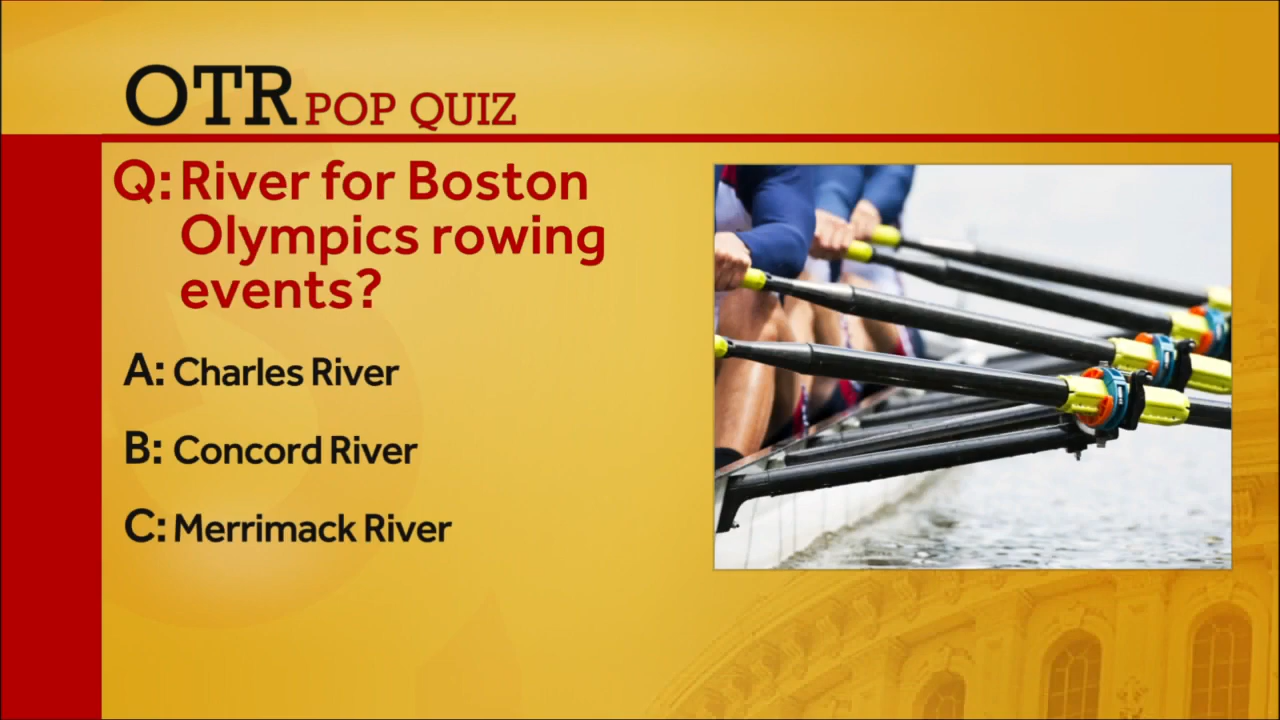 OTR POP QUIZ
Q: River for Boston
Olympics rowing
events?
A: Charles River
B: Concord River
C: Merrimack River